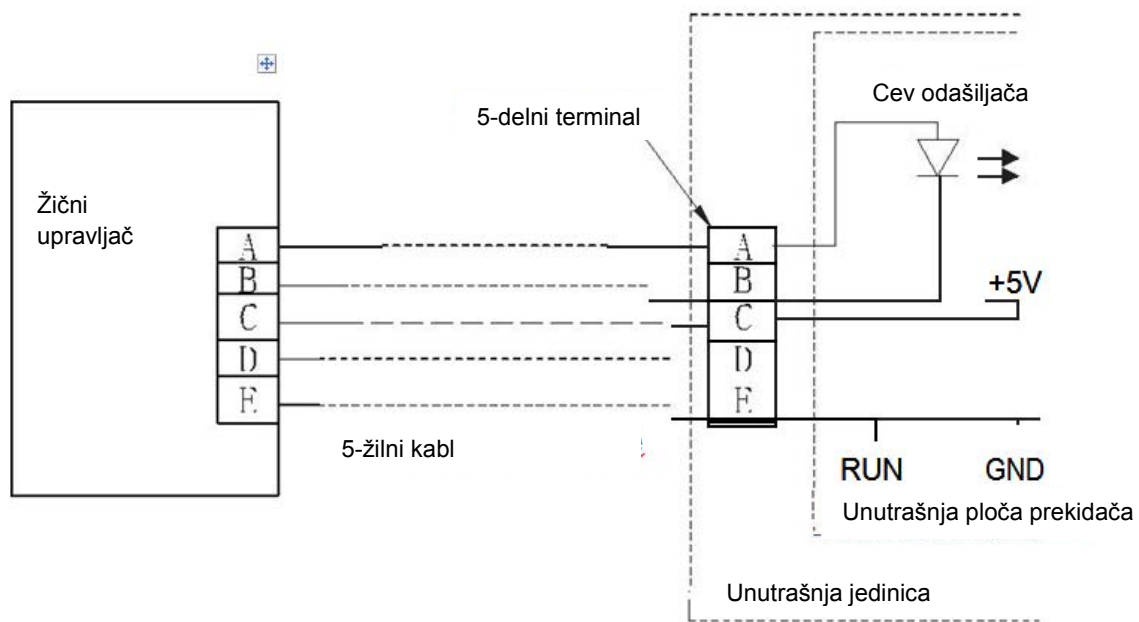 Cev odašiljača
5-delni terminal
Žični
upravljač
A
B
C
D
E
A
B
C
D
E
+5V
5-žilni kabl
RUN
GND
Unutrašnja ploča prekidača
Unutrašnja jedinica